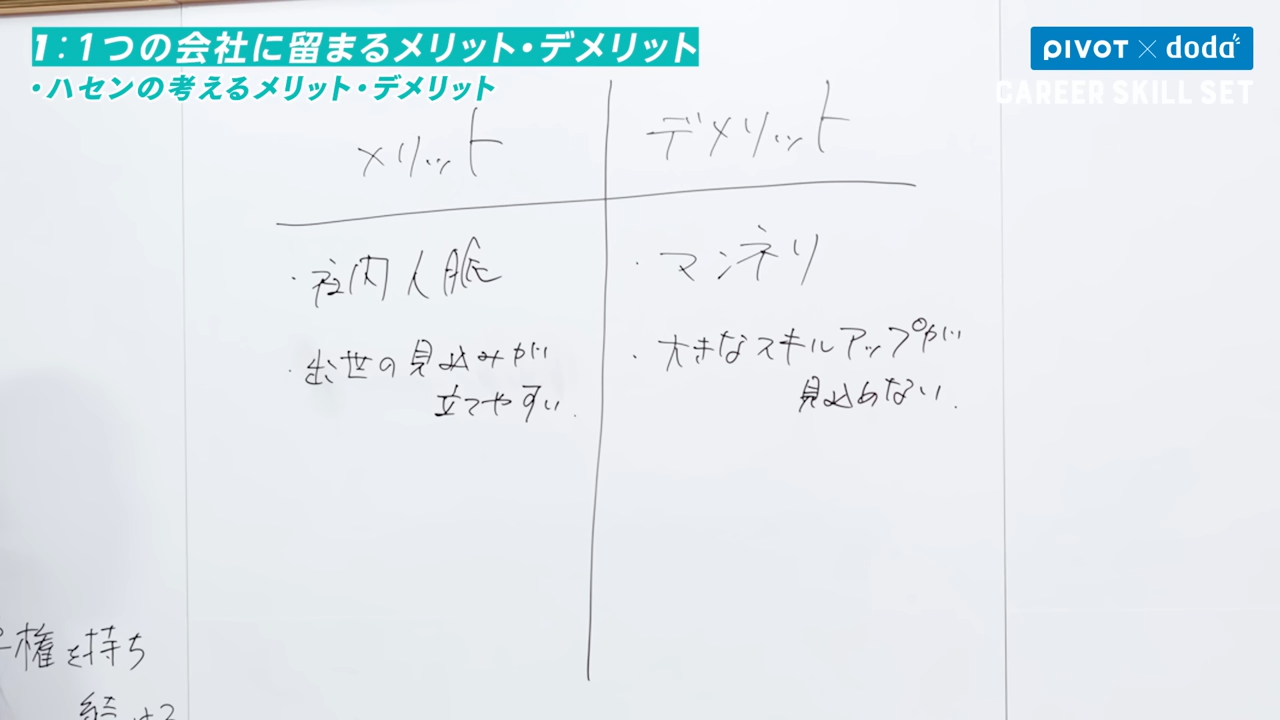 1:1つの会社に留まるメリット・デメリット
・ハセンの考えるメリット・デメリット
PIVOT × doda
CAREER SKILL SET
メリット
デメリット
・社内人脈
・出世の見込みが
立てやすい.
・マンネリ
・大きなスキルアップが
見込めない.
権を持ち